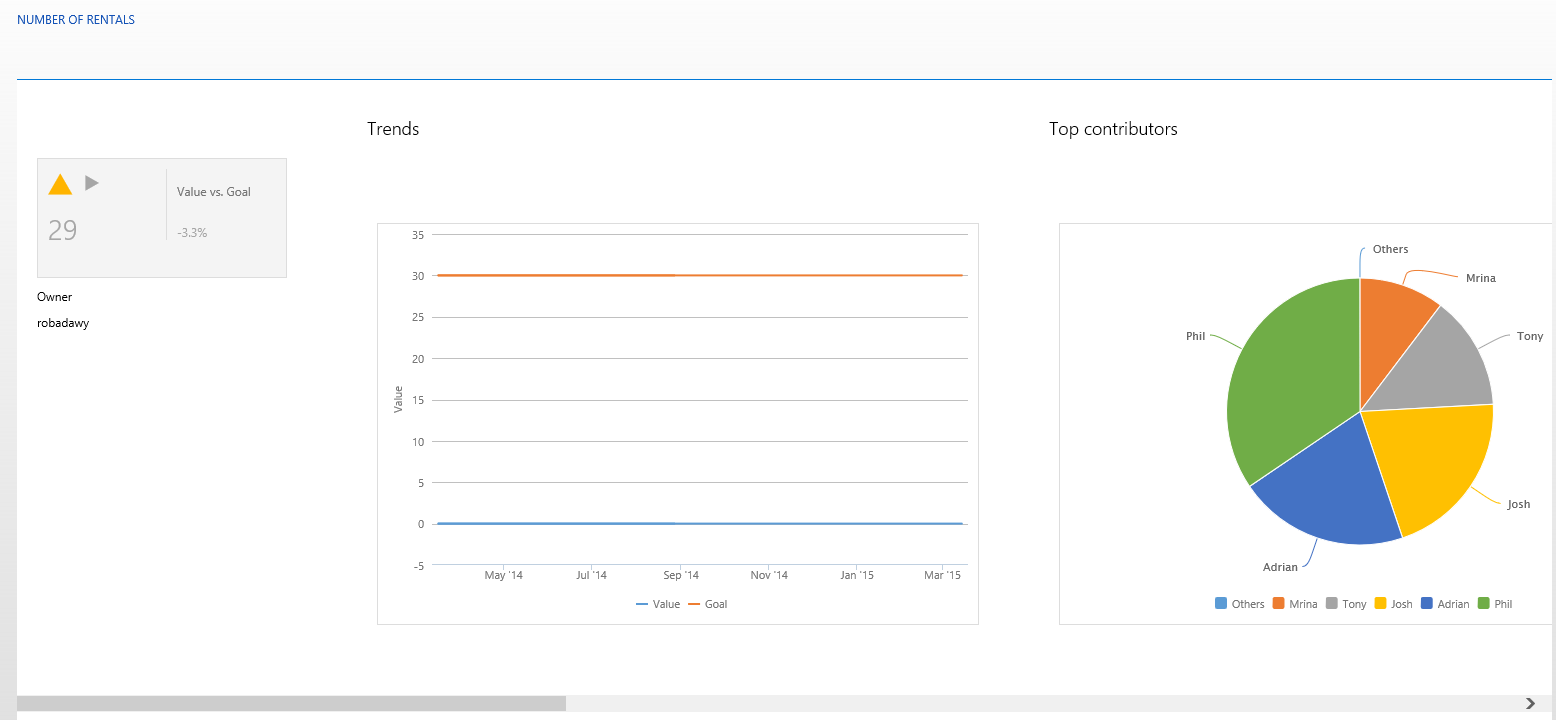 NUMBER OF RENTALS
Value vs. Goal
29
-3.3%
Owner
robadawy
Trends
35
30
25
20
15
10
5
0
-5
Value
May '14 Jul '14 Sep '14 Nov '14 Jan '15 Mar '15
Value Goal
Top contributors
Others
Mrina
Tony
Phil
Josh
Adrian
Others Mrina Tony Josh Adrian Phil